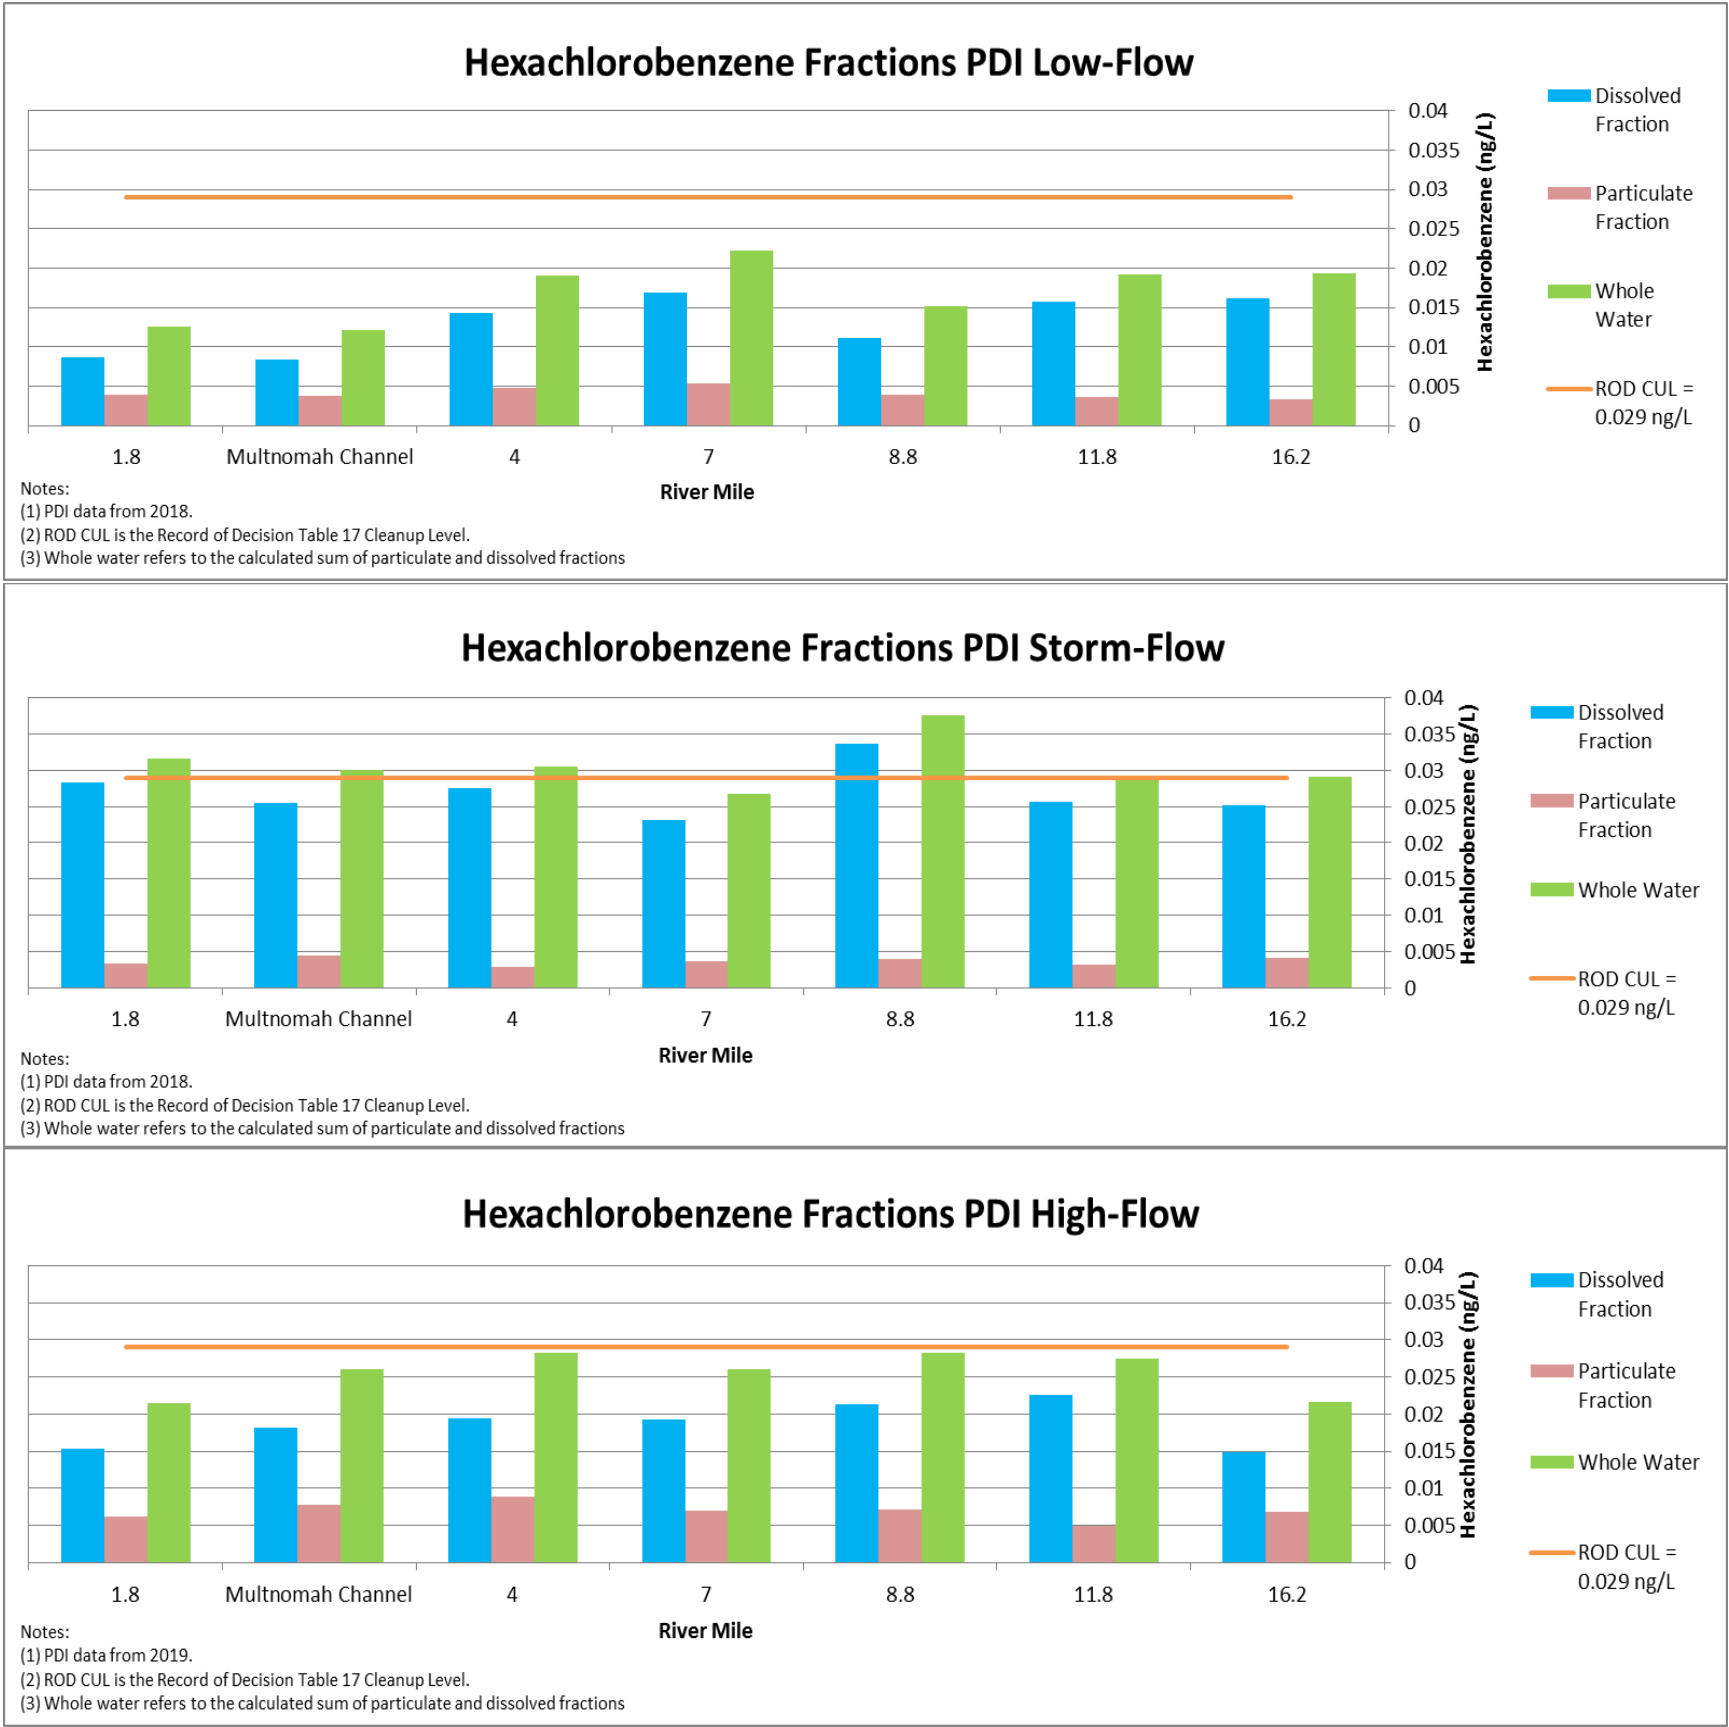 Hexachlorobenzene Fractions PDI Low-Flow
0.04
0.035
0.03
0.025
0.02
0.015
0.01
0.005
0
Hexachlorobenzene (ng/L)
Dissolved
Fraction
Particulate
Fraction
Whole
Water
ROD CUL =
0.029 ng/L
1.8 Multnomah Channel 4 7 8.8 11.8 16.2
River Mile
Notes:
(1) PDI data from 2018.
(2) ROD CUL is the Record of Decision Table 17 Cleanup Level.
(3) Whole water refers to the calculated sum of particulate and dissolved fractions
Hexachlorobenzene Fractions PDI Storm-Flow
0.04
0.035
0.03
0.025
0.02
0.015
0.01
0.005
0
Hexachlorobenzene (ng/L)
Dissolved
Fraction
Particulate
Fraction
Whole Water
ROD CUL =
0.029 ng/L
1.8 Multnomah Channel 4 7 8.8 11.8 16.2
River Mile
Notes:
(1) PDI data from 2018.
(2) ROD CUL is the Record of Decision Table 17 Cleanup Level.
(3) Whole water refers to the calculated sum of particulate and dissolved fractions
Hexachlorobenzene Fractions PDI High-Flow
0.04
0.035
0.03
0.025
0.02
0.015
0.01
0.005
0
Hexachlorobenzene (ng/L)
Dissolved
Fraction
Particulate
Fraction
Whole Water
ROD CUL =
0.029 ng/L
1.8 Multnomah Channel 4 7 8.8 11.8 16.2
River Mile
Notes:
(1) PDI data from 2019.
(2) ROD CUL is the Record of Decision Table 17 Cleanup Level.
(3) Whole water refers to the calculated sum of particulate and dissolved fractions